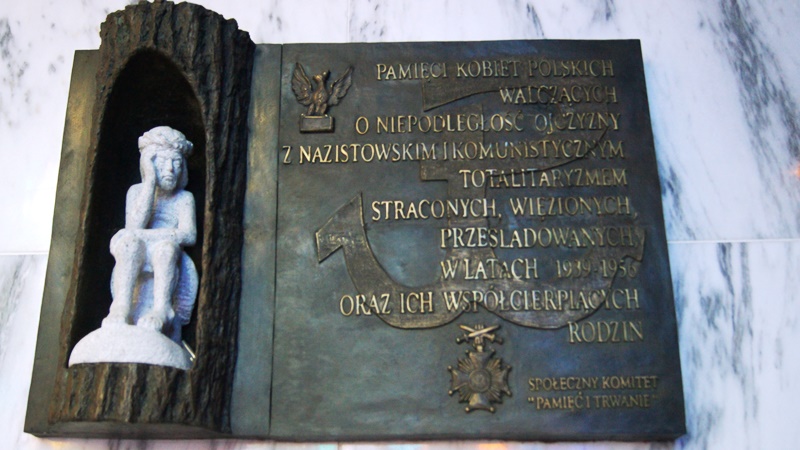 PAMIĘCI KOBIET POLSKICH
WALCZĄCYCH
O NIEPODLEGŁOŚĆ OJCZYZNY
Z NAZISTOWSKIM I KOMUNISTYCZNYM
TOTALITARYZMEM
STRACONYCH, WIĘZIONYCH,
PRZEŚLADOWANYCH
W LATACH 1939-1956
ORAZ ICH WSPÓŁCIERPIĄCYCH
RODZIN
SPOŁECZNY KOMITET
"PAMIĘĆ I TRWANIE"